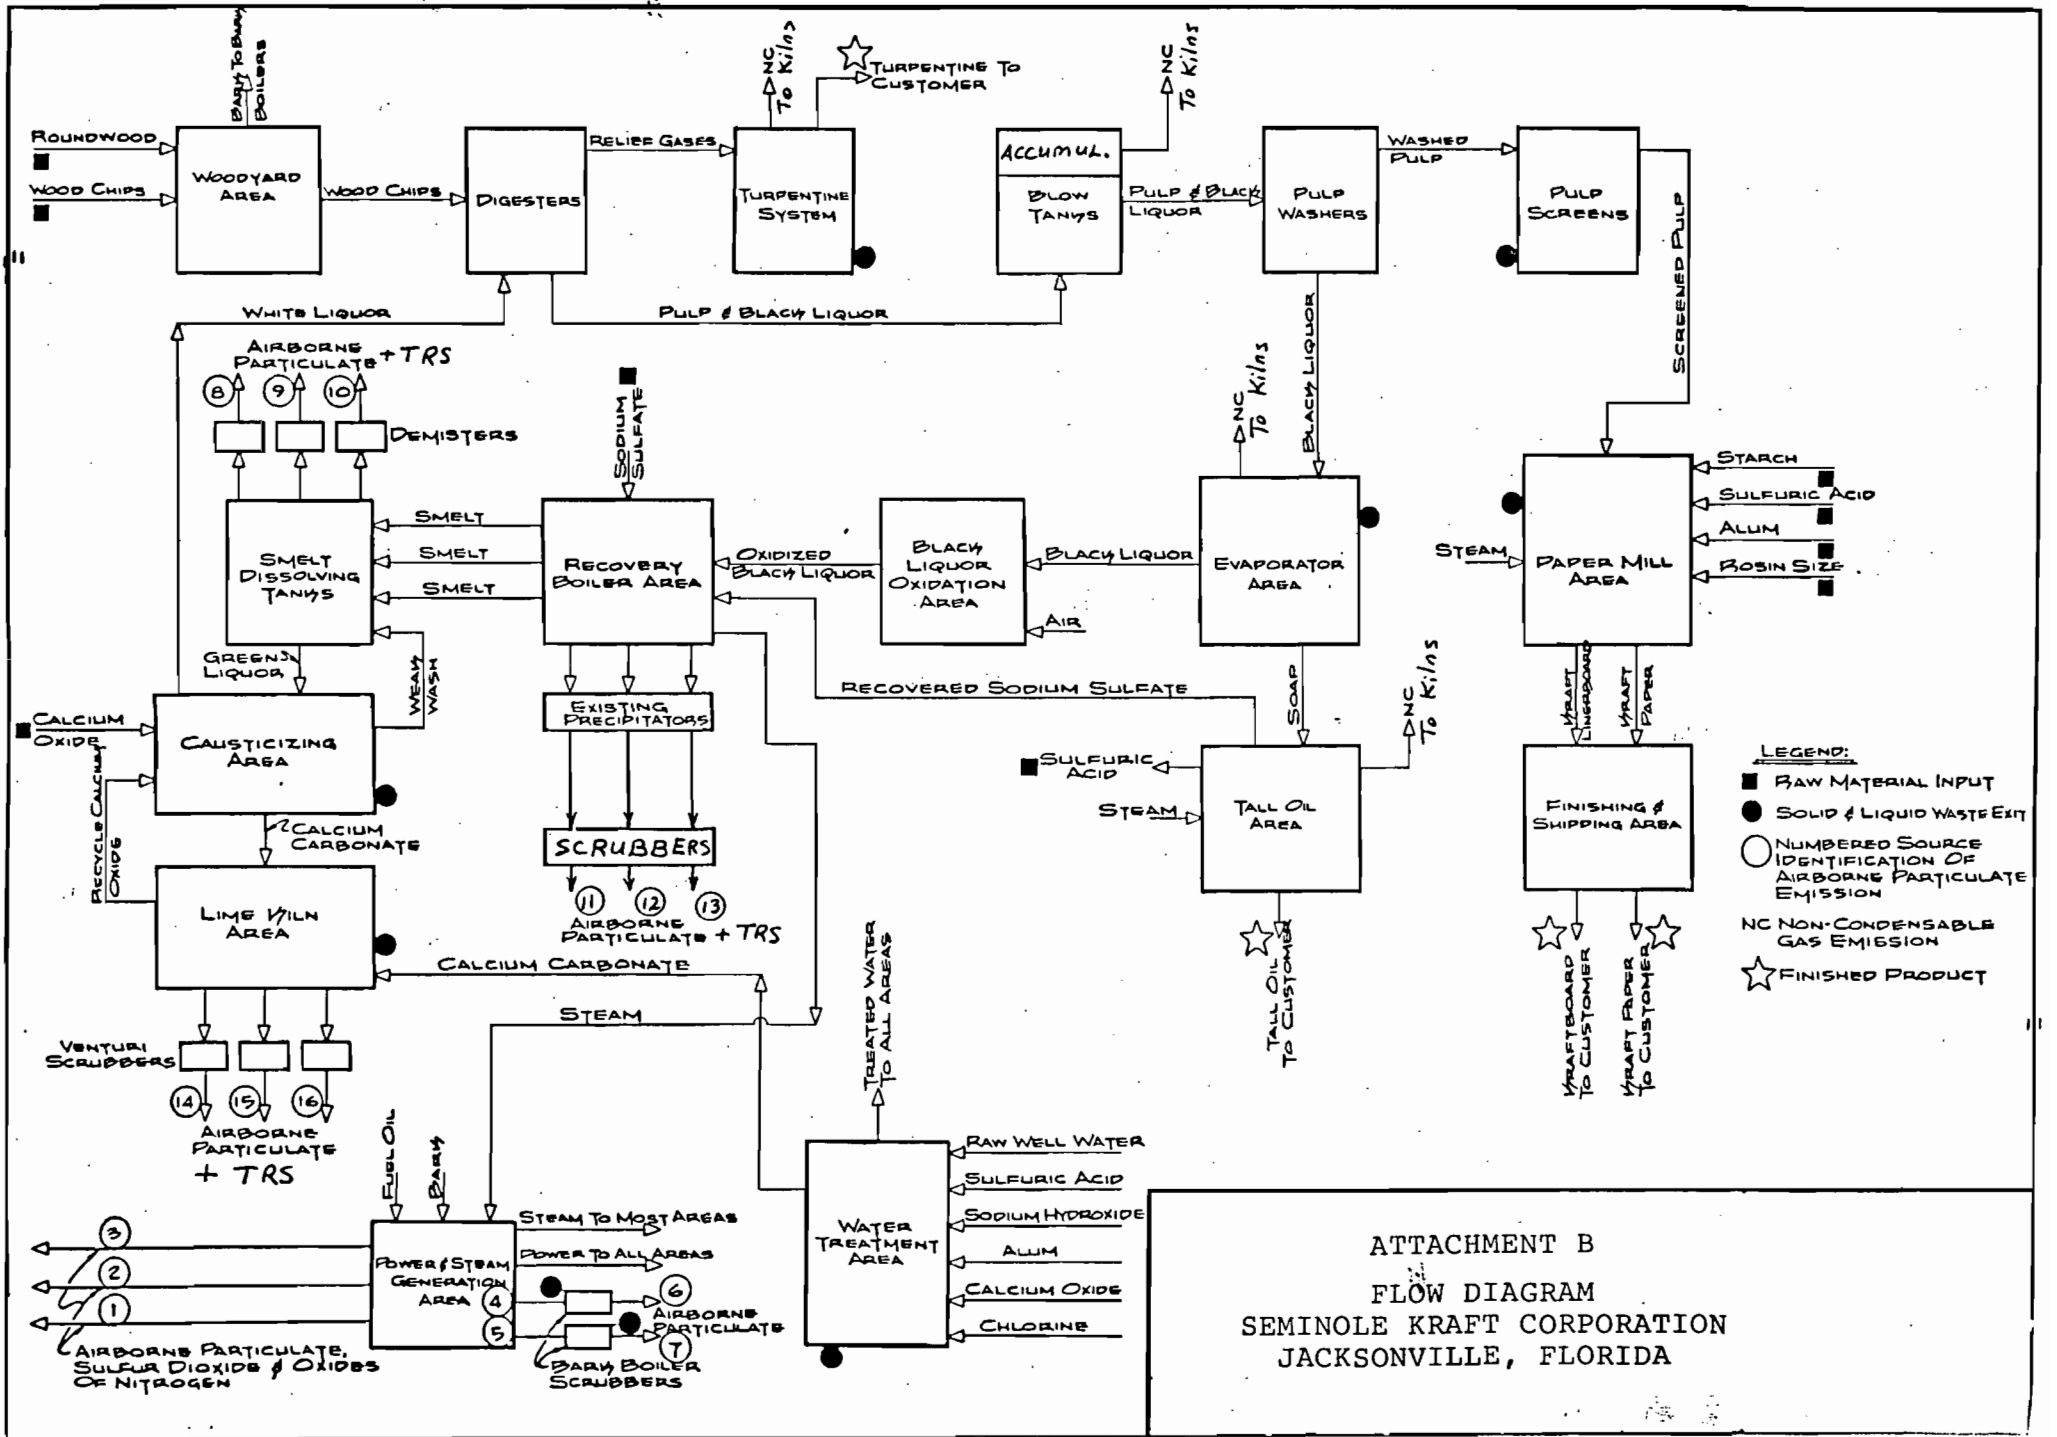 BARK TO BARK
BOILERS
NC
To Kilns
TURPENTINE TO
CUSTOMER
NC
To Kilns
ROUNDWOOD
WOOD CHIPS
WOODYARD
AREA
WOOD CHIPS
DIGESTERS
RELIEF GASES
TURPENTINE
SYSTEM
ACCUMUL.
BLOW
TANKS
PULP & BLACK
LIQUOR
PULP
WASHERS
WASHED
PULP
PULP
SCREENS
SCREENED PULP
WHITE LIQUOR
PULP & BLACK LIQUOR
BLACK LIQUOR
AIRBORNE
PARTICULATE + TRS
8
9
10
DEMISTERS
SODIUM
SULFATE
NC
To Kilns
STARCH
SULFURIC ACID
ALUM
ROSIN SIZE
STEAM
PAPER MILL
AREA
SMELT
SMELT
SMELT
SMELT
DISSOLVING
TANKS
RECOVERY
BOILER AREA
OXIDIZED
BLACK LIQUOR
BLACK
LIQUOR
OXIDATION
AREA
AIR
BLACK LIQUOR
EVAPORATOR
AREA
GREEN
LIQUOR
WEAK
WASH
RECOVERED SODIUM SULFATE
SOAP
NC
To Kilns
KRAFT
LINERBOARD
KRAFT
PAPER
CALCIUM
OXIDE
CAUSTICIZING
AREA
EXISTING
PRECIPITATORS
SULFURIC
ACID
STEAM
TALL OIL
AREA
FINISHING &
SHIPPING AREA
LEGEND:
RAW MATERIAL INPUT
SOLID & LIQUID WASTE EXIT
NUMBERED SOURCE
IDENTIFICATION OF
AIRBORNE PARTICULATE
EMISSION
NC NON-CONDENSABLE
GAS EMISSION
FINISHED PRODUCT
RECYCLE CALCIUM
OXIDE
CALCIUM
CARBONATE
SCRUBBERS
11
12
13
AIRBORNE
PARTICULATE + TRS
LIME KILN
AREA
CALCIUM CARBONATE
STEAM
TREATED WATER
TO ALL AREAS
TALL OIL
TO CUSTOMER
KRAFTBOARD
TO CUSTOMER
KRAFT PAPER
TO CUSTOMER
VENTURI
SCRUBBERS
14
15
16
AIRBORNE
PARTICULATE
+ TRS
FUEL OIL
BARK
RAW WELL WATER
SULFURIC ACID
SODIUM HYDROXIDE
ALUM
CALCIUM OXIDE
CHLORINE
WATER
TREATMENT
AREA
3
2
1
AIRBORNE PARTICULATE,
SULFUR DIOXIDE & OXIDES
OF NITROGEN
POWER & STEAM
GENERATION
AREA
STEAM TO MOST AREAS
POWER TO ALL AREAS
4
5
6
AIRBORNE
PARTICULATE
7
BARK BOILER
SCRUBBERS
ATTACHMENT B
FLOW DIAGRAM
SEMINOLE KRAFT CORPORATION
JACKSONVILLE, FLORIDA